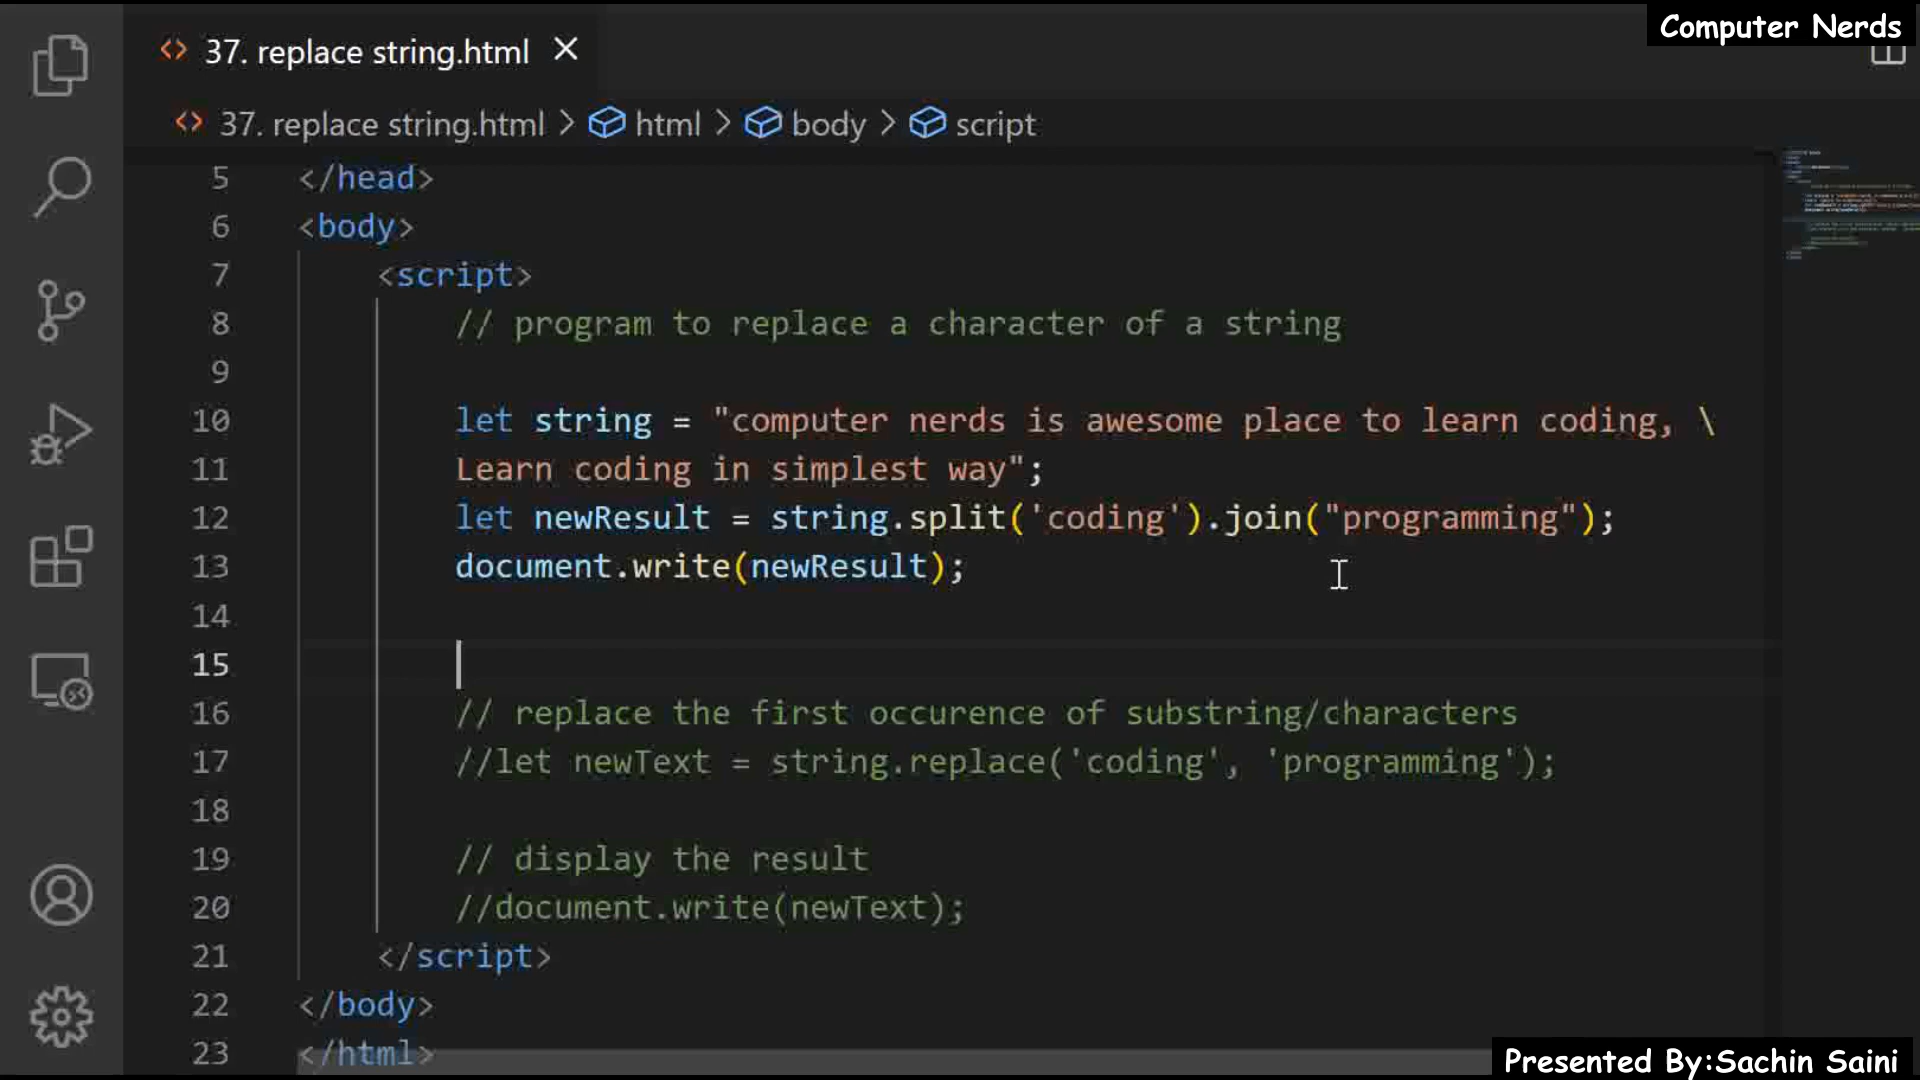 Computer Nerds
37. replace string.html
37. replace string.html > html > body > script
5 </head>
6 <body>
7 <script>
8 // program to replace a character of a string
9
10 let string = "computer nerds is awesome place to learn coding, \
11 Learn coding in simplest way";
12 let newResult = string.split('coding').join("programming");
13 document.write(newResult);
14
15
16 // replace the first occurence of substring/characters
17 //let newText = string.replace('coding', 'programming');
18
19 // display the result
20 //document.write(newText);
21 </script>
22 </body>
23 </html>
Presented By:Sachin Saini